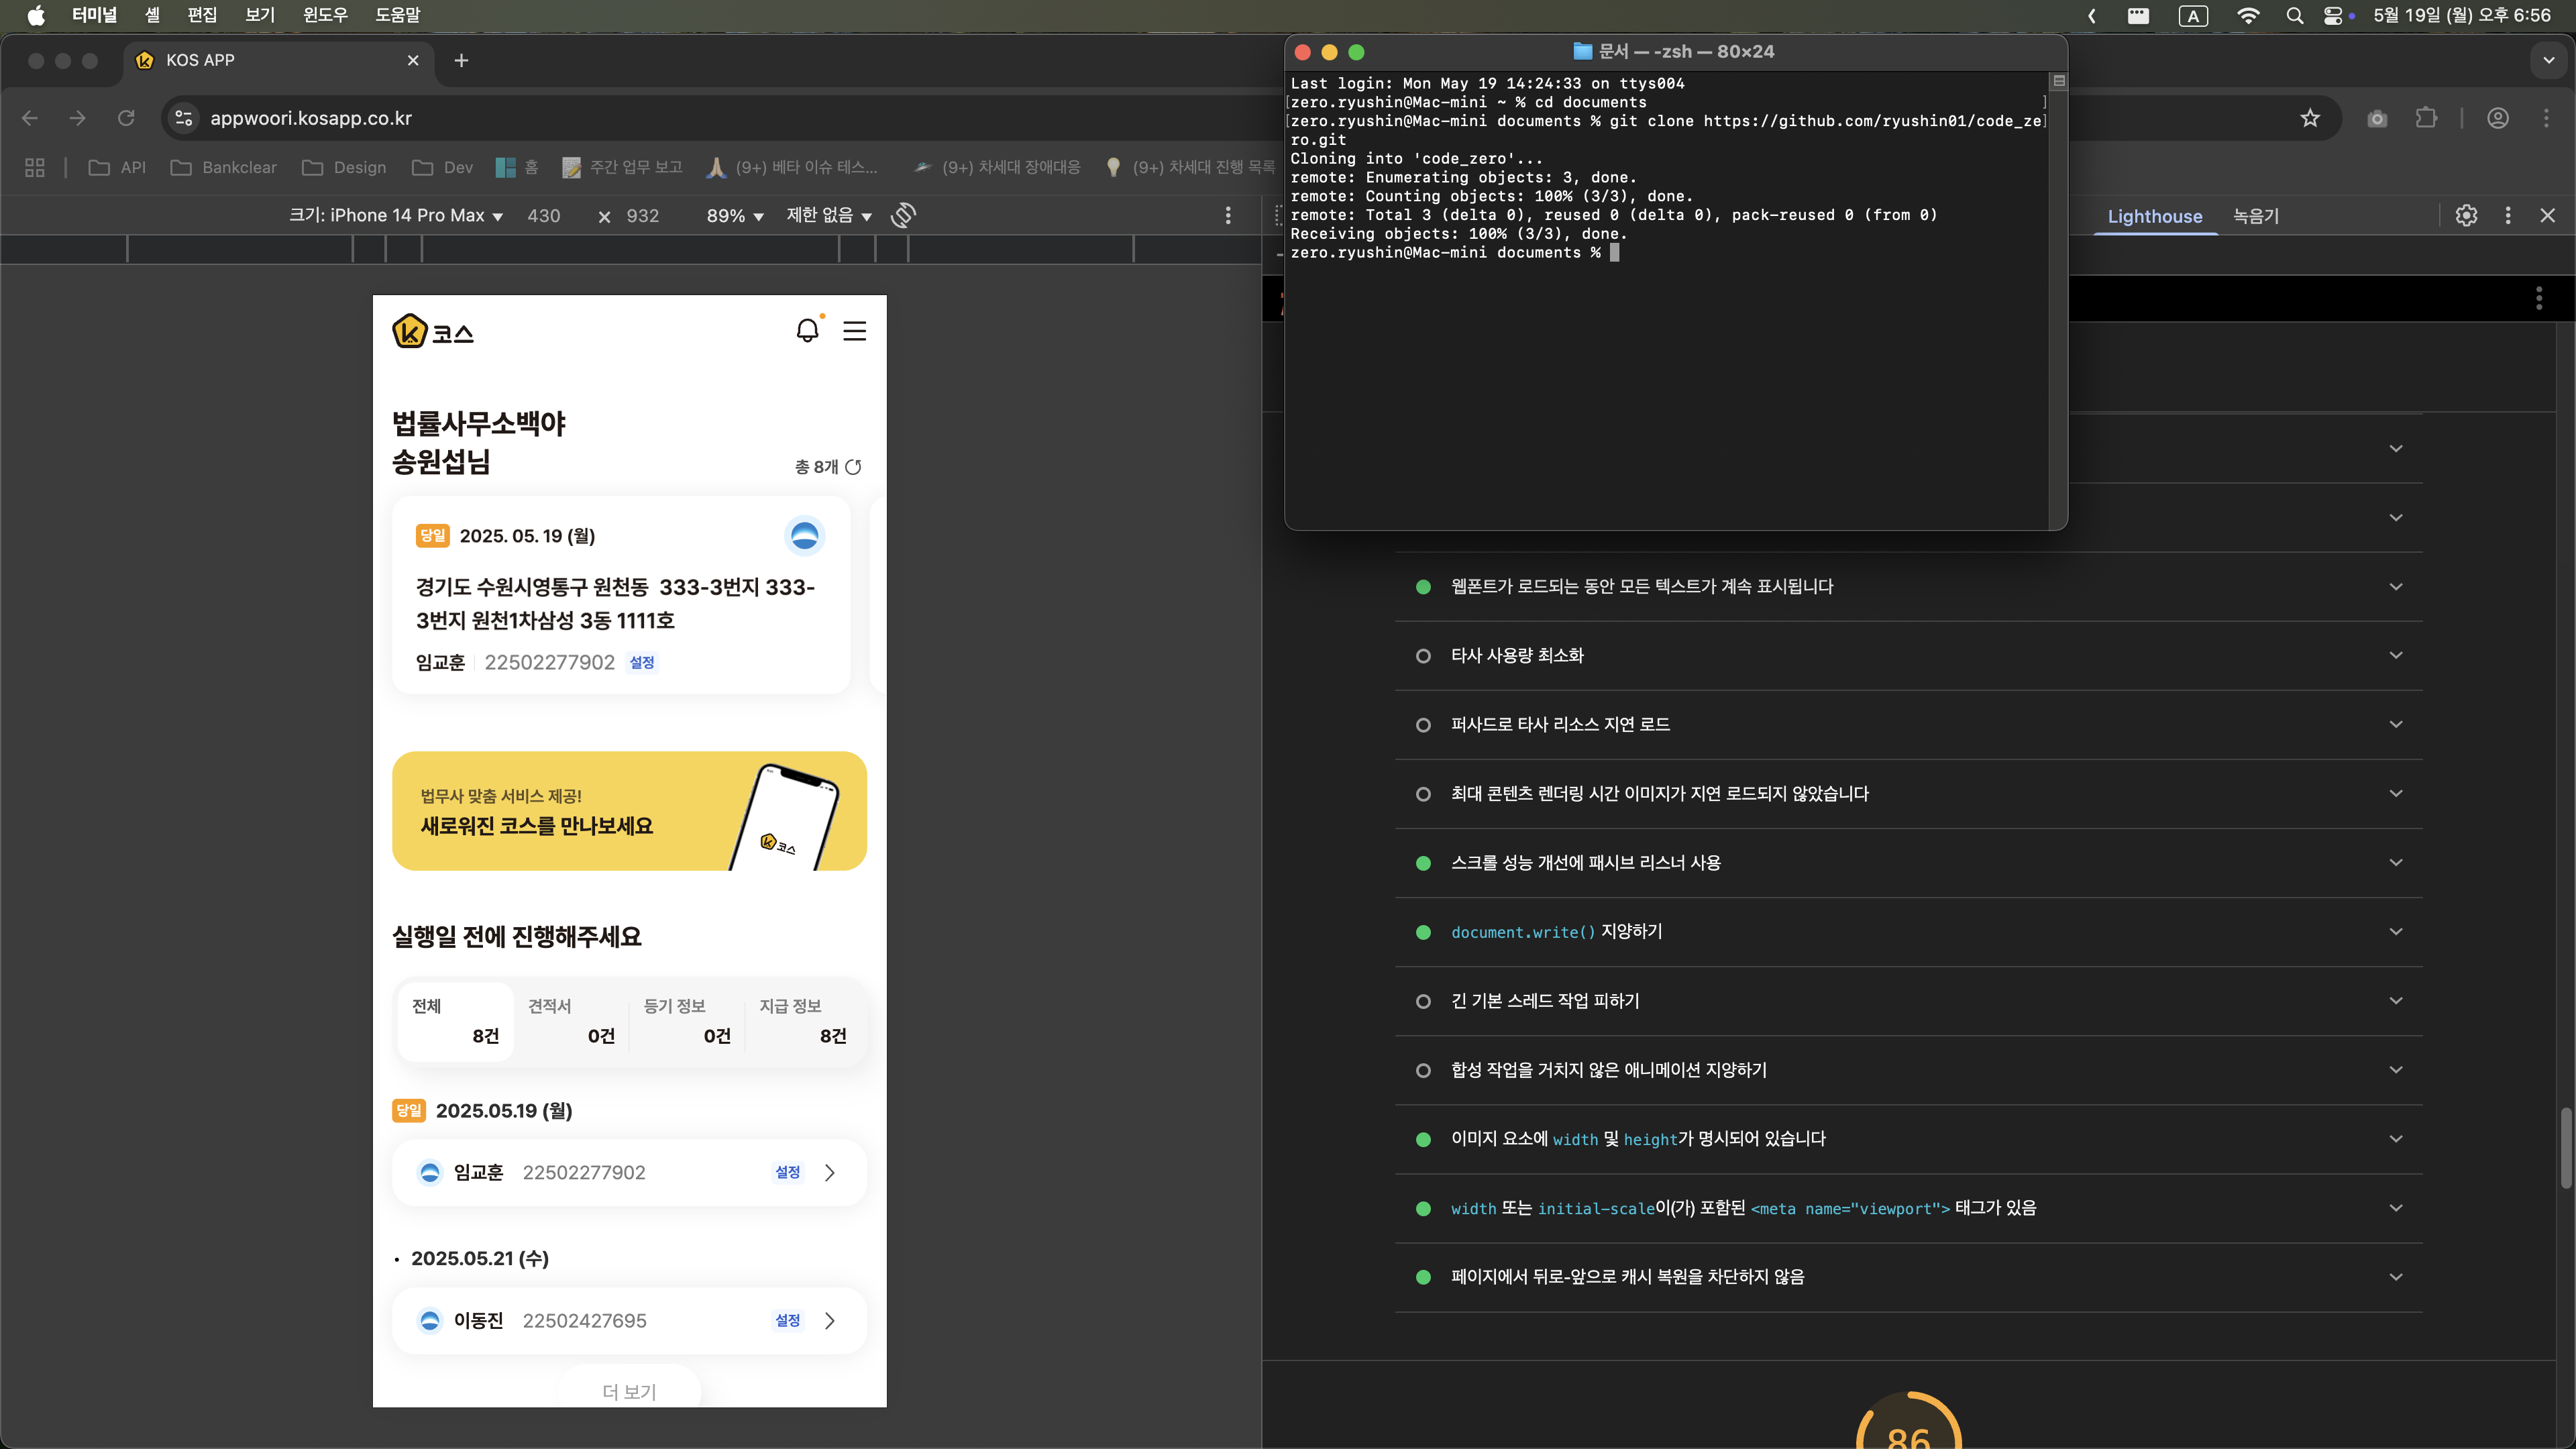 터미널 셸 편집 보기 윈도우 도움말
A 5월 19일 (월) 오후 6:56
KOS APP
appwoori.kosapp.co.kr
API Bankclear Design Dev 홈 주간 업무 보고 (9+) 베타 이슈 테스... (9+) 차세대 장애대응 (9+) 차세대 진행 목록
크기: iPhone 14 Pro Max 430 × 932 89% 제한 없음
Lighthouse 녹음기
문서 — -zsh — 80×24
Last login: Mon May 19 14:24:33 on ttys004
[zero.ryushin@Mac-mini ~ % cd documents ]
[zero.ryushin@Mac-mini documents % git clone https://github.com/ryushin01/code_ze]
ro.git
Cloning into 'code_zero'...
remote: Enumerating objects: 3, done.
remote: Counting objects: 100% (3/3), done.
remote: Total 3 (delta 0), reused 0 (delta 0), pack-reused 0 (from 0)
Receiving objects: 100% (3/3), done.
zero.ryushin@Mac-mini documents %
코스
법률사무소백야
송원섭님
총 8개
당일 2025. 05. 19 (월)
경기도 수원시영통구 원천동 333-3번지 333-
3번지 원천1차삼성 3동 1111호
임교훈 22502277902 설정
법무사 맞춤 서비스 제공!
새로워진 코스를 만나보세요
코스
실행일 전에 진행해주세요
전체 견적서 등기 정보 지급 정보
8건 0건 0건 8건
당일 2025.05.19 (월)
임교훈 22502277902 설정
• 2025.05.21 (수)
이동진 22502427695 설정
더 보기
웹폰트가 로드되는 동안 모든 텍스트가 계속 표시됩니다
타사 사용량 최소화
퍼사드로 타사 리소스 지연 로드
최대 콘텐츠 렌더링 시간 이미지가 지연 로드되지 않았습니다
스크롤 성능 개선에 패시브 리스너 사용
document.write() 지양하기
긴 기본 스레드 작업 피하기
합성 작업을 거치지 않은 애니메이션 지양하기
이미지 요소에 width 및 height가 명시되어 있습니다
width 또는 initial-scale이(가) 포함된 <meta name="viewport"> 태그가 있음
페이지에서 뒤로-앞으로 캐시 복원을 차단하지 않음
86